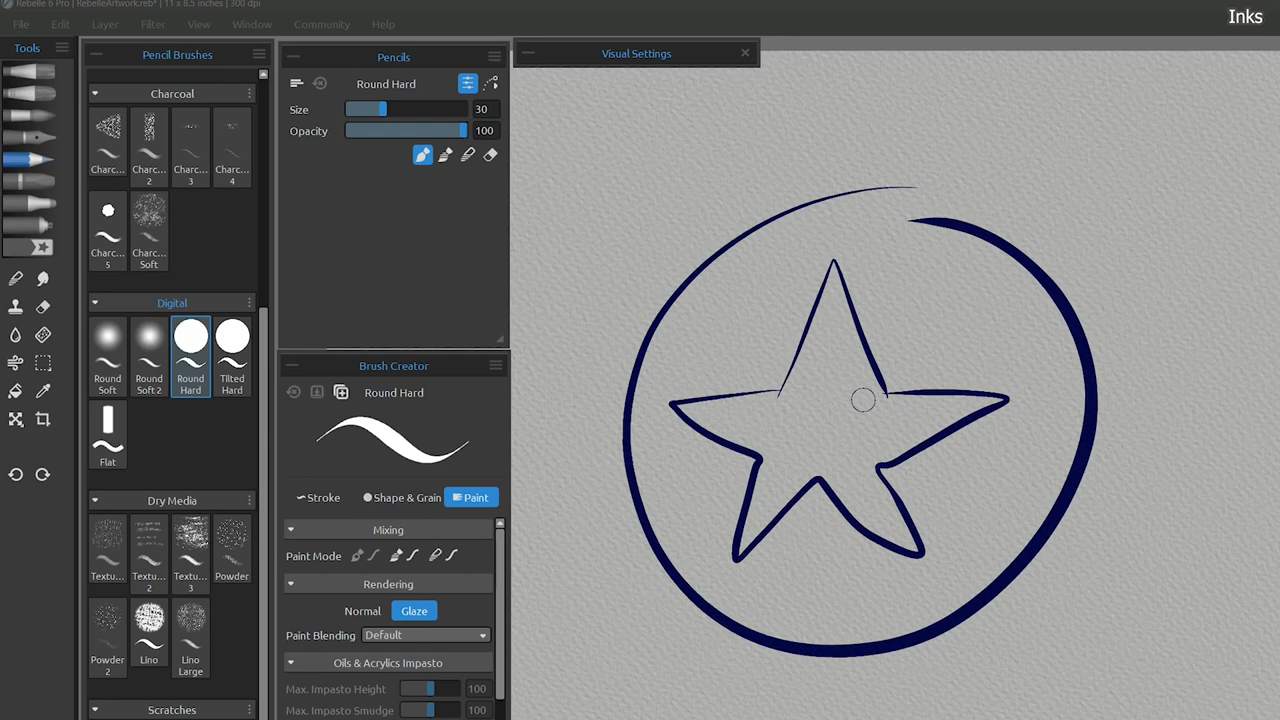 Rebelle 6 Pro | RebelleArtwork.reb* | 11 x 8.5 inches | 300 dpi
Inks
File Edit Layer Filter View Window Community Help
Tools
Pencil Brushes
Charcoal
Charc...
Charc... 2
Charc... 3
Charc... 4
Charc... 5
Charc... Soft
Digital
Round Soft
Round Soft 2
Round Hard
Tilted Hard
Flat
Dry Media
Textu...
Textu... 2
Textu... 3
Powder
Powder 2
Lino
Lino Large
Scratches
Pencils
Round Hard
Size 30
Opacity 100
Brush Creator
Round Hard
Stroke Shape & Grain Paint
Mixing
Paint Mode
Rendering
Normal Glaze
Paint Blending Default
Oils & Acrylics Impasto
Max. Impasto Height 100
Max. Impasto Smudge 100
Visual Settings